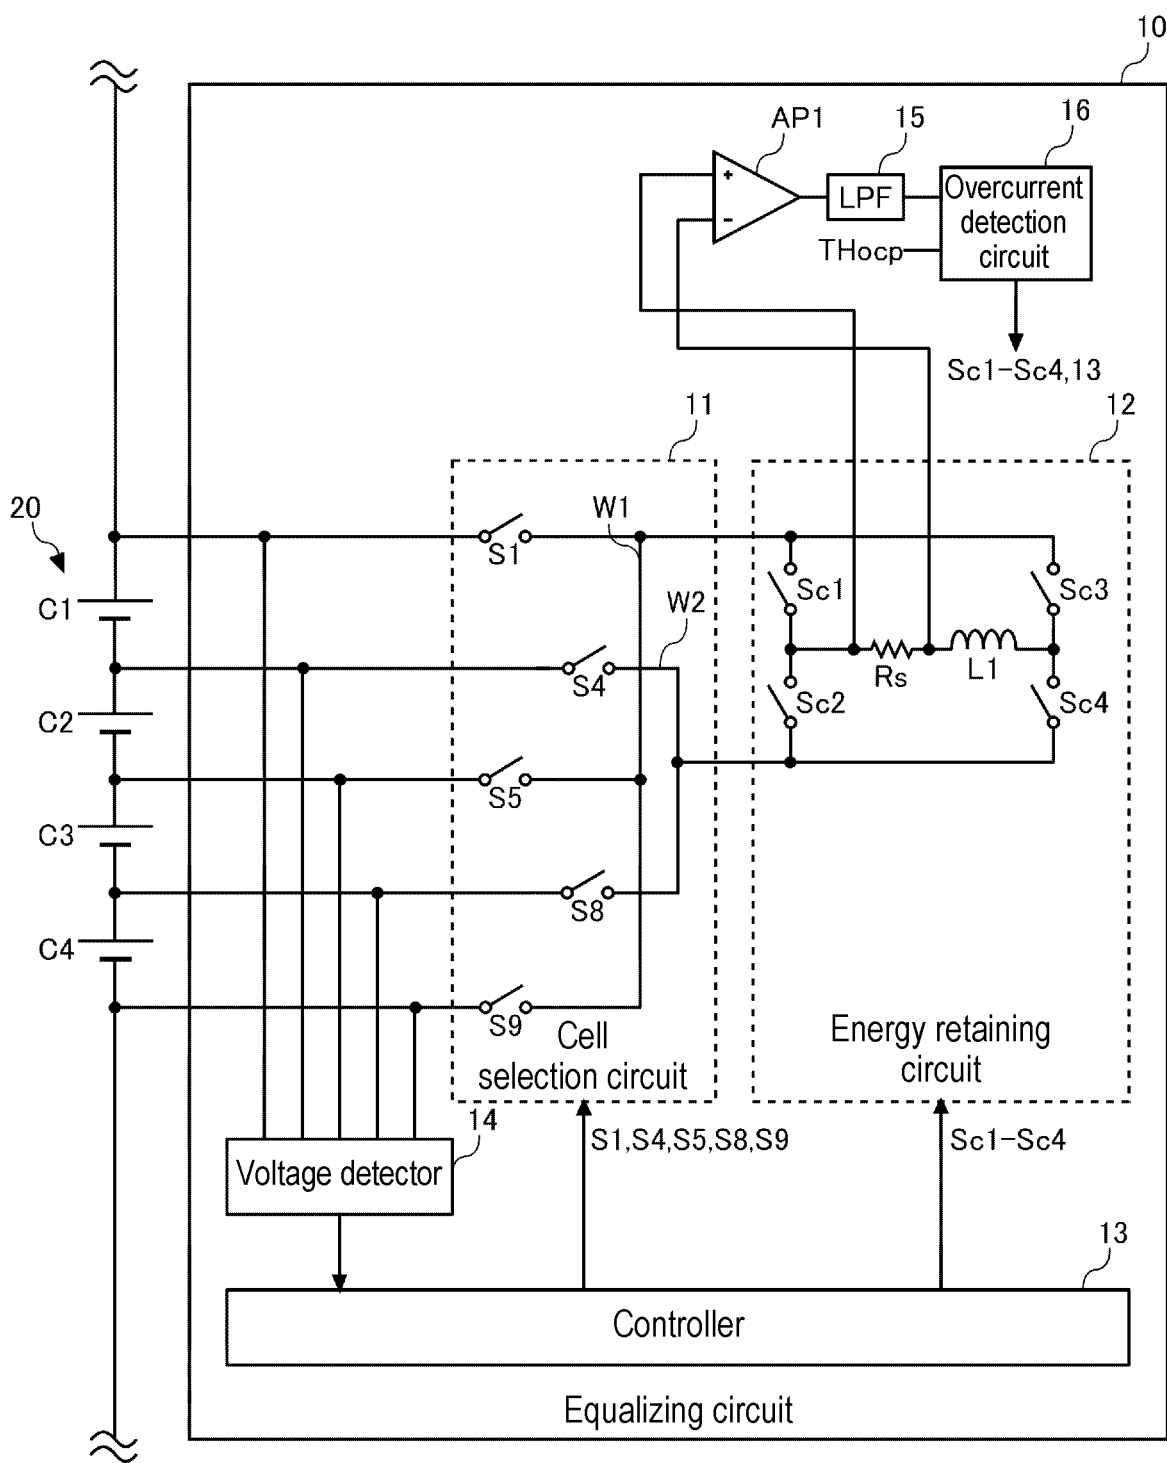 10
AP1
15
16
+
−
LPF
Overcurrent
detection
circuit
THocp
Sc1−Sc4,13
11
12
20
W1
S1
Sc1
Sc3
C1
W2
S4
Rs
L1
Sc2
Sc4
C2
S5
C3
S8
C4
S9
Cell
selection circuit
Energy retaining
circuit
14
S1,S4,S5,S8,S9
Sc1−Sc4
Voltage detector
13
Controller
Equalizing circuit